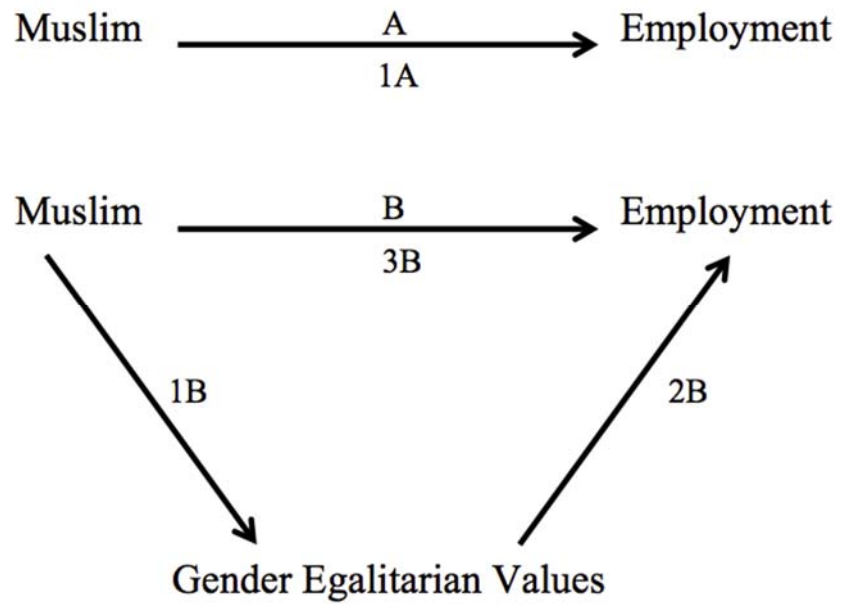 Muslim A Employment
1A
Muslim B Employment
3B
1B 2B
Gender Egalitarian Values